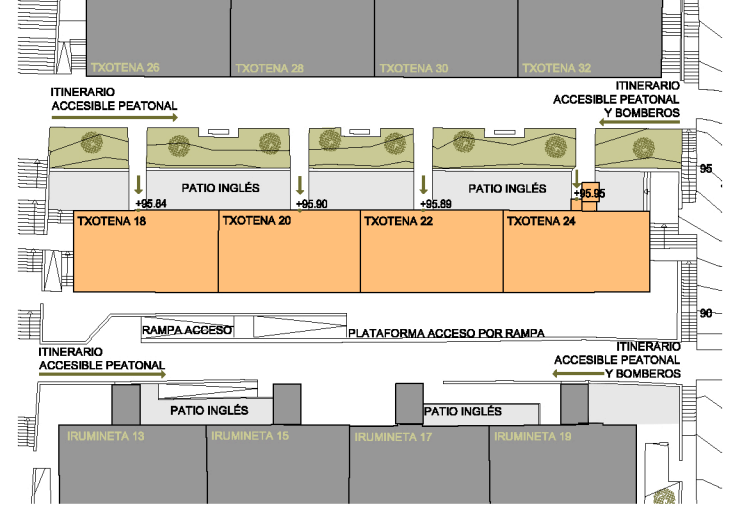 TXOTENA 26
TXOTENA 28
TXOTENA 30
TXOTENA 32
ITINERARIO
ACCESIBLE PEATONAL
ITINERARIO
ACCESIBLE PEATONAL
Y BOMBEROS
95
PATIO INGLÉS
PATIO INGLÉS
+95.84
+95.90
+95.89
+95.95
TXOTENA 18
TXOTENA 20
TXOTENA 22
TXOTENA 24
90
RAMPA ACCESO
PLATAFORMA ACCESO POR RAMPA
ITINERARIO
ACCESIBLE PEATONAL
ITINERARIO
ACCESIBLE PEATONAL
Y BOMBEROS
PATIO INGLÉS
PATIO INGLÉS
IRUMINETA 13
IRUMINETA 15
IRUMINETA 17
IRUMINETA 19